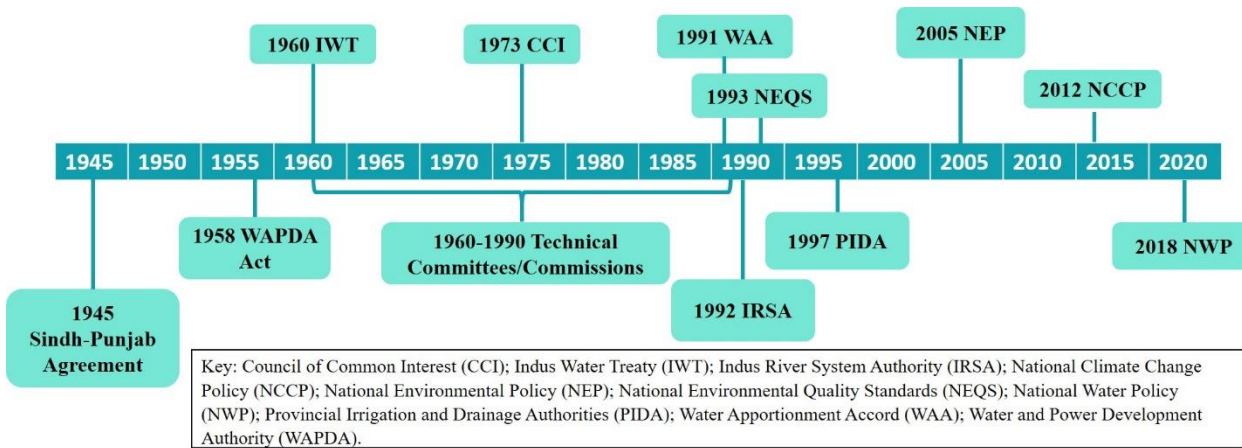 1960 IWT
1973 CCI
1991 WAA
1993 NEQS
2005 NEP
2012 NCCP
1945 1950 1955 1960 1965 1970 1975 1980 1985 1990 1995 2000 2005 2010 2015 2020
1945
Sindh-Punjab
Agreement
1958 WAPDA
Act
1960-1990 Technical
Committees/Commissions
1992 IRSA
1997 PIDA
2018 NWP
Key: Council of Common Interest (CCI); Indus Water Treaty (IWT); Indus River System Authority (IRSA); National Climate Change
Policy (NCCP); National Environmental Policy (NEP); National Environmental Quality Standards (NEQS); National Water Policy
(NWP); Provincial Irrigation and Drainage Authorities (PIDA); Water Apportionment Accord (WAA); Water and Power Development
Authority (WAPDA).